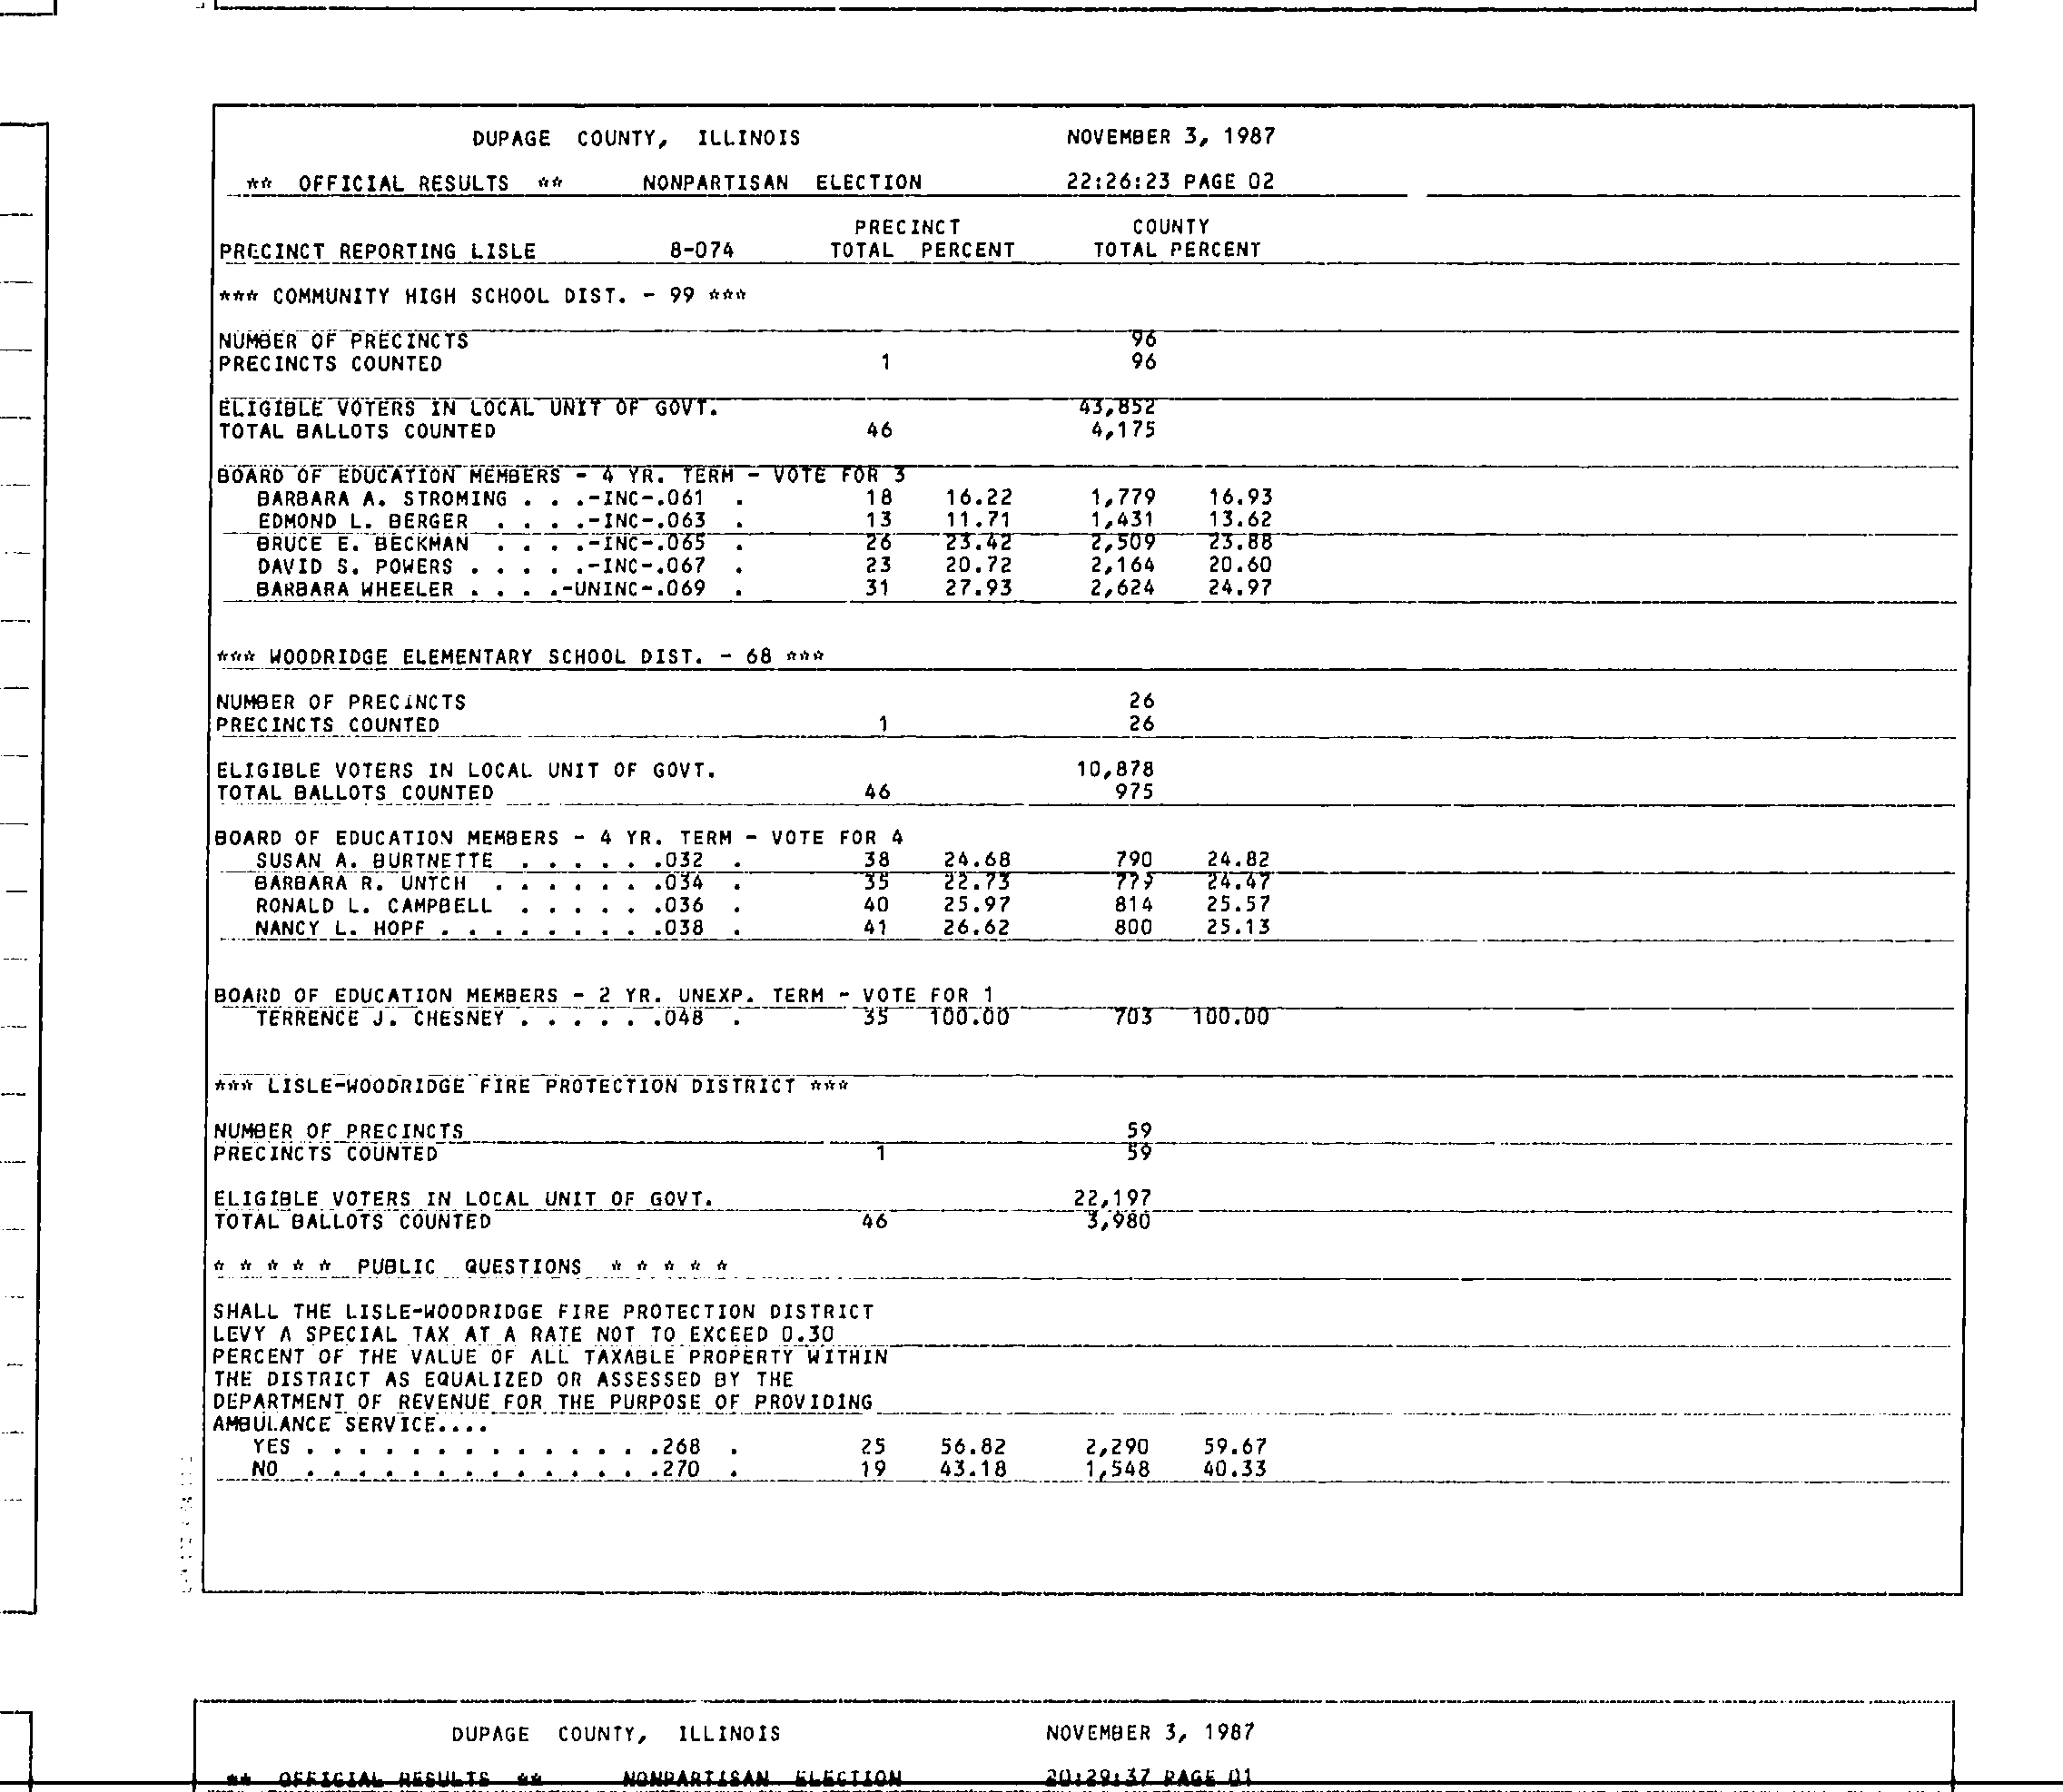 DUPAGE COUNTY, ILLINOIS NOVEMBER 3, 1987
** OFFICIAL RESULTS ** NONPARTISAN ELECTION 22:26:23 PAGE 02
PRECINCT COUNTY
PRECINCT REPORTING LISLE 8-074 TOTAL PERCENT TOTAL PERCENT
*** COMMUNITY HIGH SCHOOL DIST. - 99 ***
NUMBER OF PRECINCTS 96
PRECINCTS COUNTED 1 96
ELIGIBLE VOTERS IN LOCAL UNIT OF GOVT. 43,852
TOTAL BALLOTS COUNTED 46 4,175
BOARD OF EDUCATION MEMBERS - 4 YR. TERM - VOTE FOR 3
BARBARA A. STROMING . . .-INC-.061 . 18 16.22 1,779 16.93
EDMOND L. BERGER . . . .-INC-.063 . 13 11.71 1,431 13.62
BRUCE E. BECKMAN . . . .-INC-.065 . 26 23.42 2,509 23.88
DAVID S. POWERS . . . . .-INC-.067 . 23 20.72 2,164 20.60
BARBARA WHEELER . . . .-UNINC-.069 . 31 27.93 2,624 24.97
*** WOODRIDGE ELEMENTARY SCHOOL DIST. - 68 ***
NUMBER OF PRECINCTS 26
PRECINCTS COUNTED 1 26
ELIGIBLE VOTERS IN LOCAL UNIT OF GOVT. 10,878
TOTAL BALLOTS COUNTED 46 975
BOARD OF EDUCATION MEMBERS - 4 YR. TERM - VOTE FOR 4
SUSAN A. BURTNETTE . . . . . .032 . 38 24.68 790 24.82
BARBARA R. UNTCH . . . . . . .034 . 35 22.73 779 24.47
RONALD L. CAMPBELL . . . . . .036 . 40 25.97 814 25.57
NANCY L. HOPF . . . . . . . . .038 . 41 26.62 800 25.13
BOARD OF EDUCATION MEMBERS - 2 YR. UNEXP. TERM - VOTE FOR 1
TERRENCE J. CHESNEY . . . . . .048 . 35 100.00 703 100.00
*** LISLE-WOODRIDGE FIRE PROTECTION DISTRICT ***
NUMBER OF PRECINCTS 59
PRECINCTS COUNTED 1 59
ELIGIBLE VOTERS IN LOCAL UNIT OF GOVT. 22,197
TOTAL BALLOTS COUNTED 46 3,980
* * * * * PUBLIC QUESTIONS * * * * *
SHALL THE LISLE-WOODRIDGE FIRE PROTECTION DISTRICT
LEVY A SPECIAL TAX AT A RATE NOT TO EXCEED 0.30
PERCENT OF THE VALUE OF ALL TAXABLE PROPERTY WITHIN
THE DISTRICT AS EQUALIZED OR ASSESSED BY THE
DEPARTMENT OF REVENUE FOR THE PURPOSE OF PROVIDING
AMBULANCE SERVICE....
YES . . . . . . . . . . . . . .268 . 25 56.82 2,290 59.67
NO . . . . . . . . . . . . . .270 . 19 43.18 1,548 40.33
DUPAGE COUNTY, ILLINOIS NOVEMBER 3, 1987
** OFFICIAL RESULTS ** NONPARTISAN ELECTION 20:29:37 PAGE 01